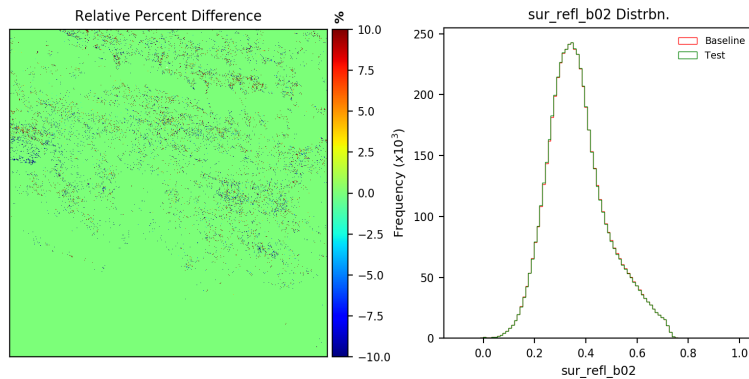 Relative Percent Difference
%
10.0
7.5
5.0
2.5
0.0
−2.5
−5.0
−7.5
−10.0
sur_refl_b02 Distrbn.
Baseline
Test
Frequency (x10³)
250
200
150
100
50
0
0.0 0.2 0.4 0.6 0.8 1.0
sur_refl_b02